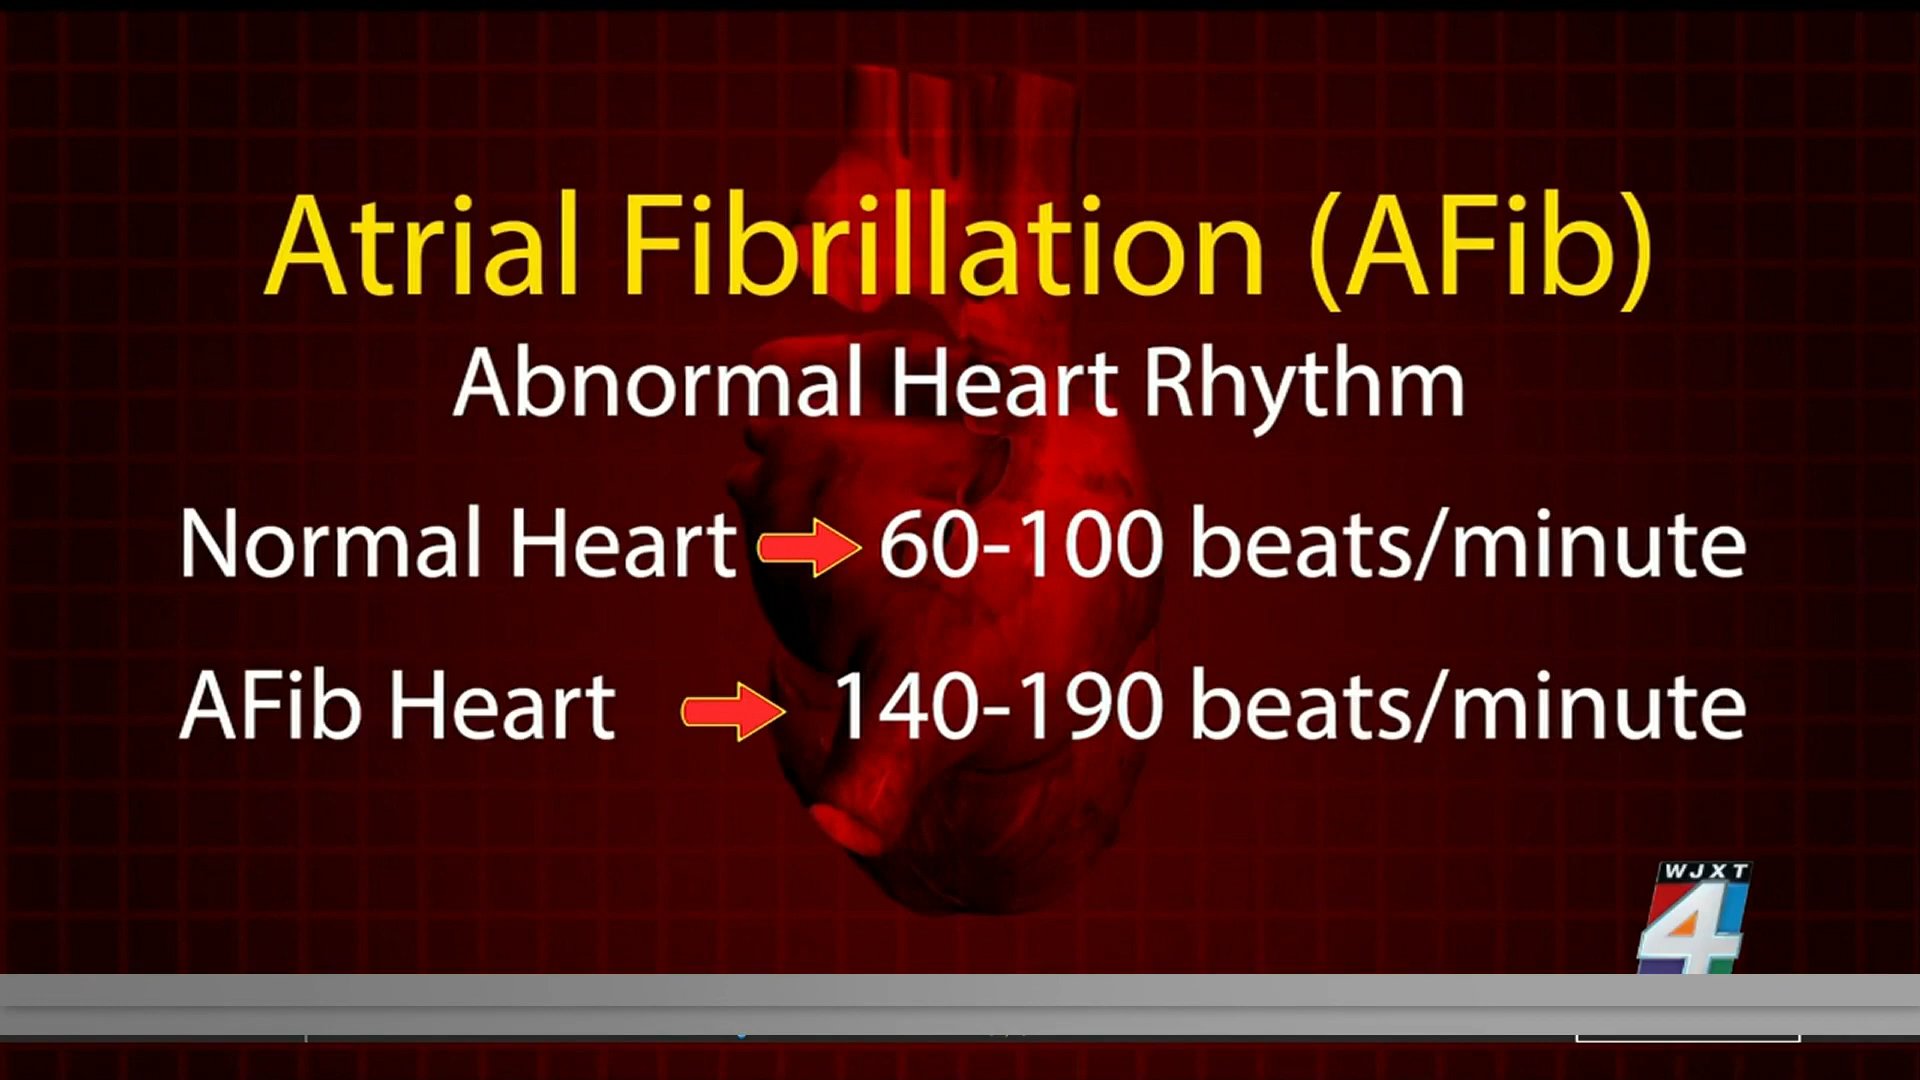 Atrial Fibrillation (AFib)
Abnormal Heart Rhythm
Normal Heart 60-100 beats/minute
AFib Heart 140-190 beats/minute
WJXT
4